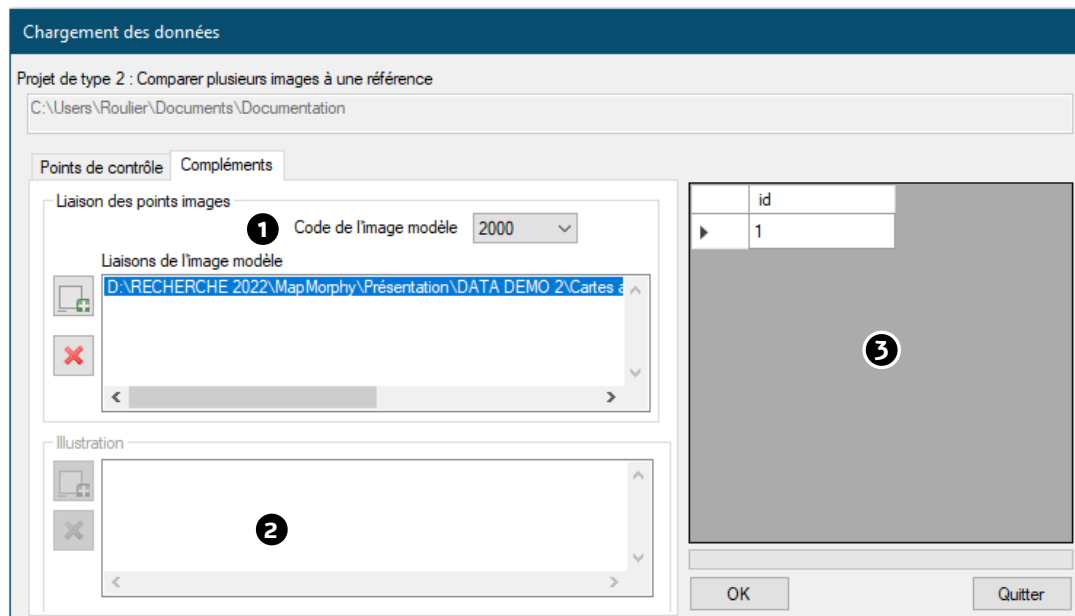 Chargement des données
Projet de type 2 : Comparer plusieurs images à une référence
C:\Users\Roulier\Documents\Documentation
Points de contrôle Compléments
Liaison des points images
1 Code de l'image modèle 2000
Liaisons de l'image modèle
D:\RECHERCHE 2022\MapMorphy\Présentation\DATA DEMO 2\Cartes a
Illustration
2
id
1
3
OK Quitter